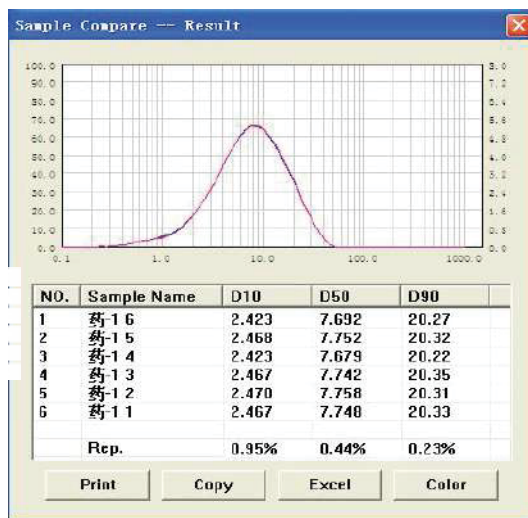 Sample Compare -- Result
100.0 8.0
90.0 7.2
80.0 6.4
70.0 5.6
60.0 4.8
50.0 4.0
40.0 3.2
30.0 2.4
20.0 1.6
10.0 0.8
0.0 0.0
0.1 1.0 10.0 100.0 1000.0
NO. Sample Name D10 D50 D90
1 药-1 6 2.423 7.692 20.27
2 药-1 5 2.468 7.752 20.32
3 药-1 4 2.423 7.679 20.22
4 药-1 3 2.467 7.742 20.35
5 药-1 2 2.470 7.758 20.31
6 药-1 1 2.467 7.748 20.33
Rep. 0.95% 0.44% 0.23%
Print Copy Excel Color